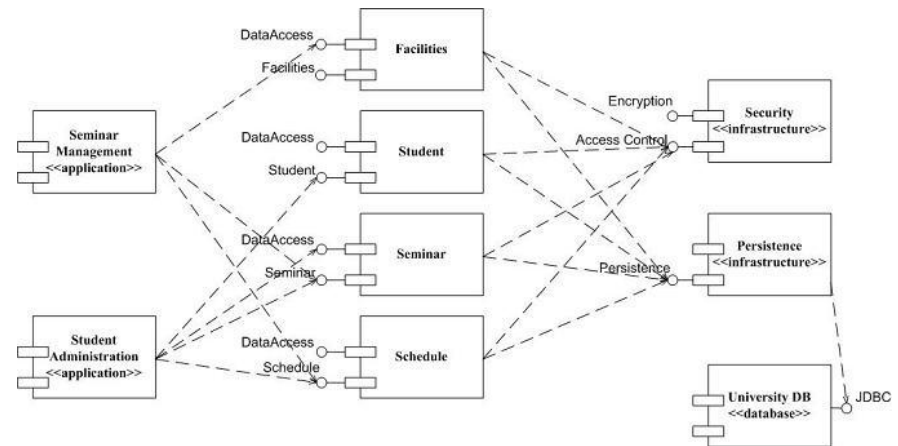 DataAccess
Facilities
Facilities
Seminar
Management
<<application>>
DataAccess
Student
Student
DataAccess
Seminar
Seminar
Student
Administration
<<application>>
DataAccess
Schedule
Schedule
Encryption
Access Control
Security
<<infrastructure>>
Persistence
Persistence
<<infrastructure>>
University DB
<<database>>
JDBC